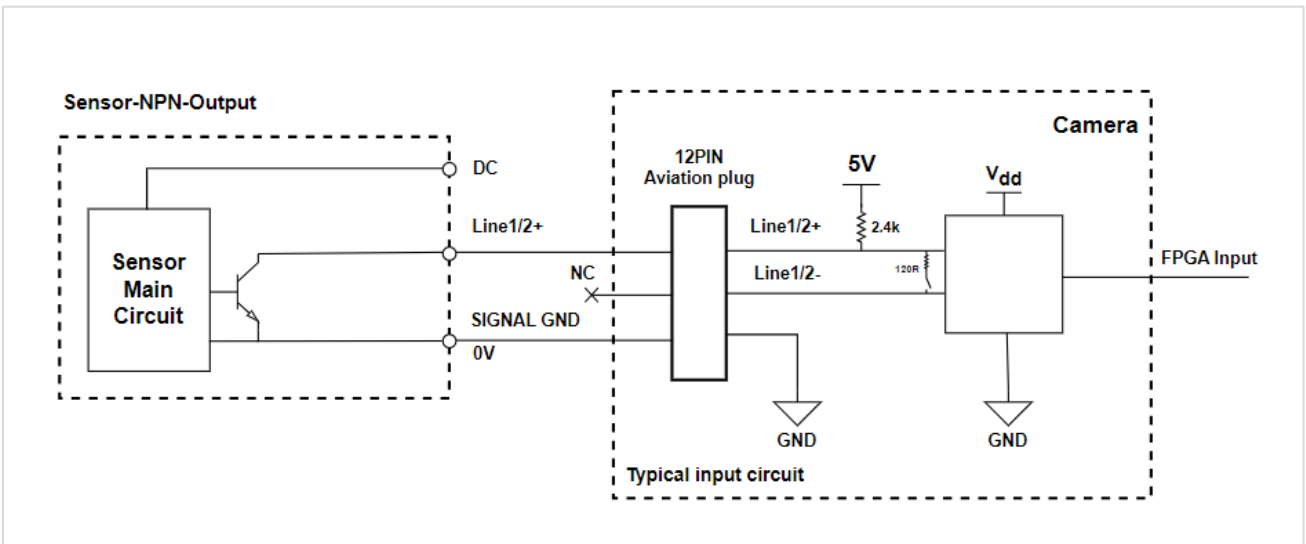 Sensor-NPN-Output
Camera
DC
12PIN
Aviation plug
5V
Vdd
Line1/2+
Line1/2+
2.4k
Sensor
Main
Circuit
NC
Line1/2-
120R
FPGA Input
SIGNAL GND
0V
GND
GND
Typical input circuit